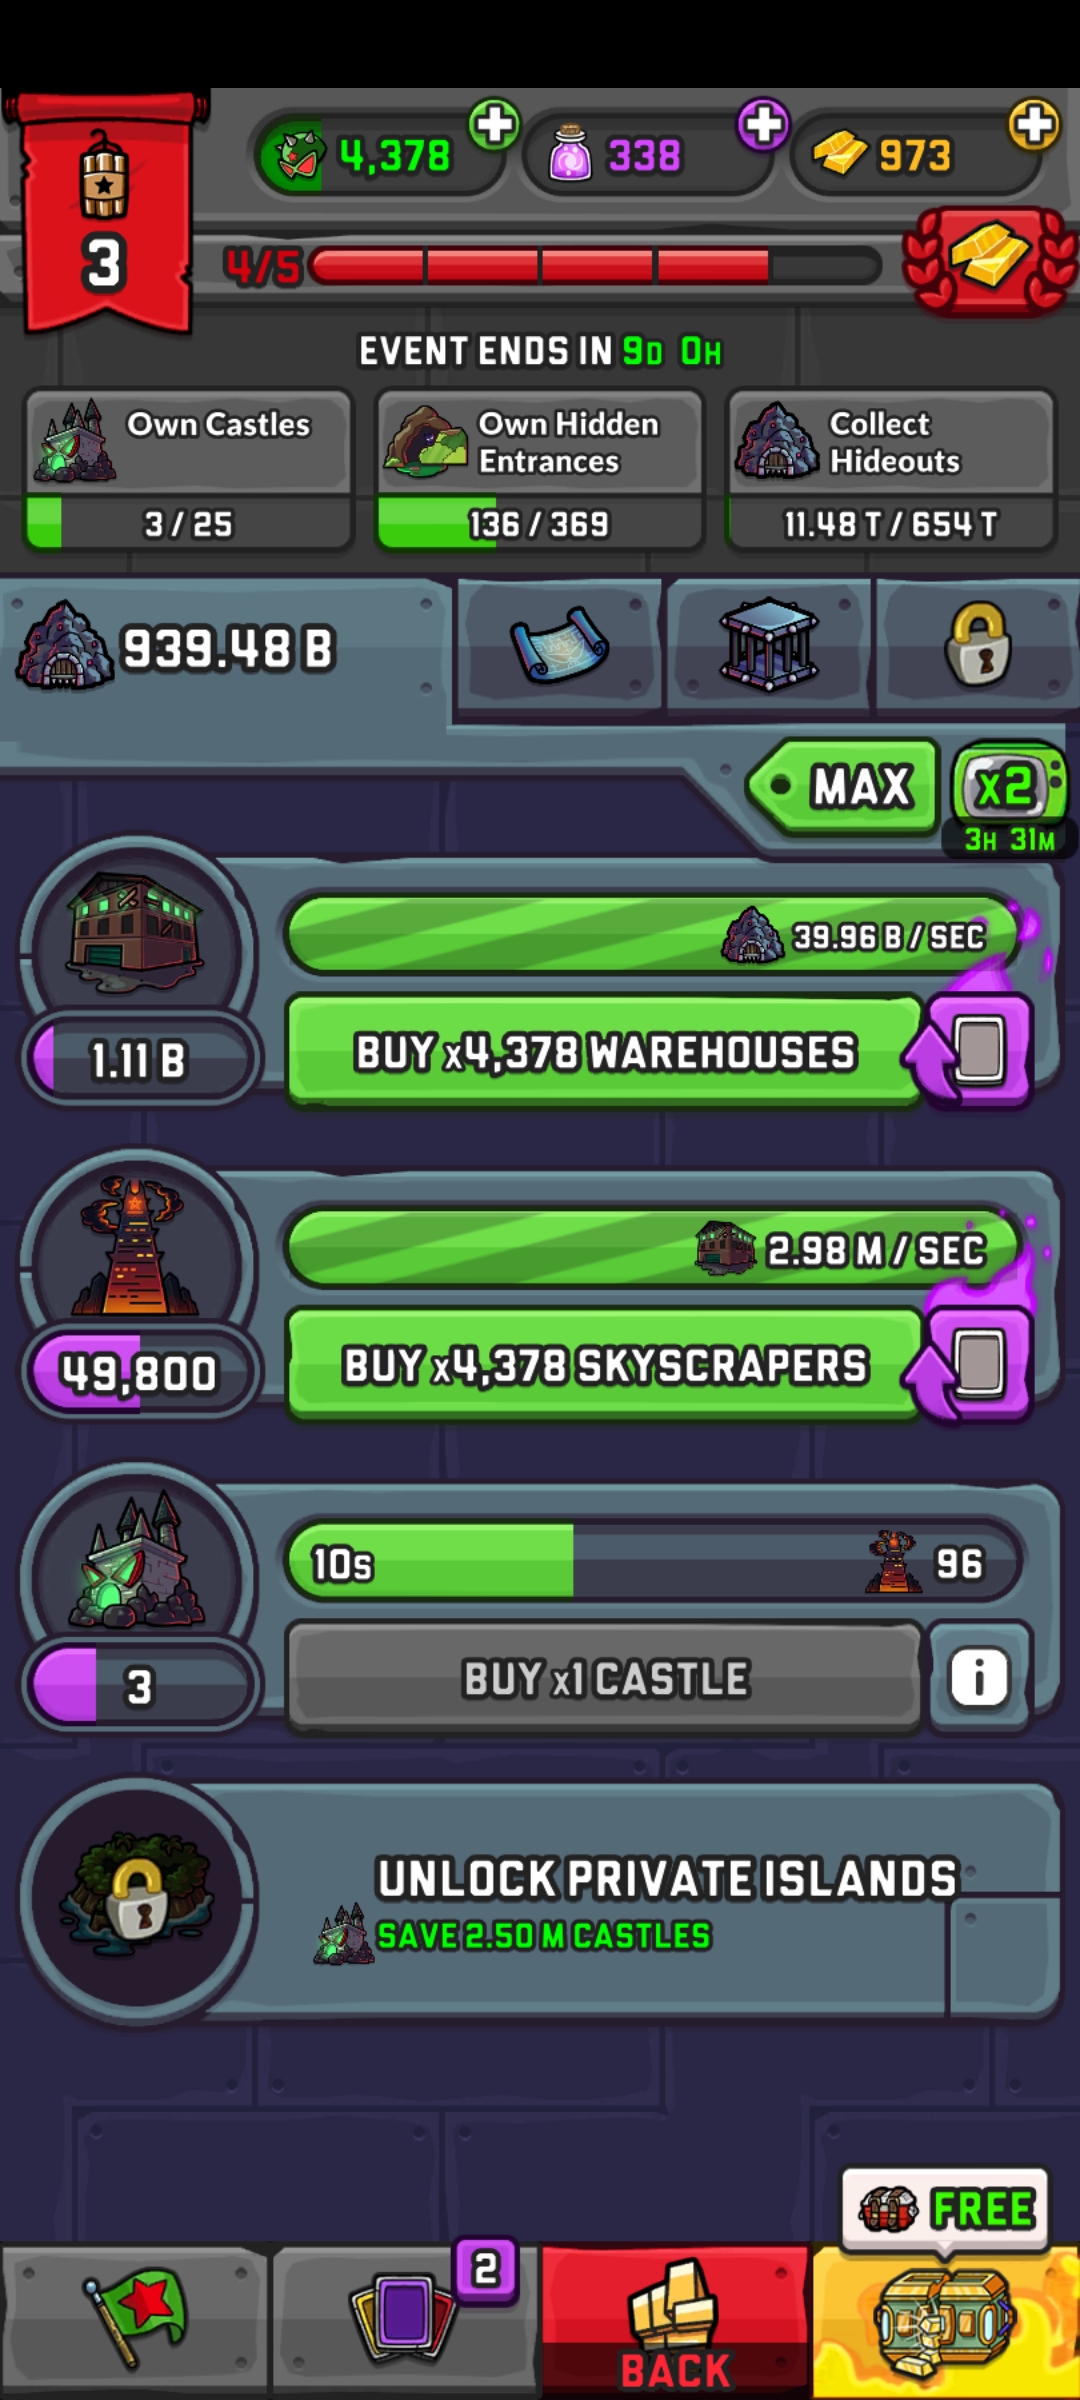 4,378
338
973
3
4/5
EVENT ENDS IN 9D 0H
Own Castles
3 / 25
Own Hidden
Entrances
136 / 369
Collect
Hideouts
11.48 T / 654 T
939.48 B
MAX
x2
3H 31M
39.96 B / SEC
1.11 B
BUY x4,378 WAREHOUSES
2.98 M / SEC
49,800
BUY x4,378 SKYSCRAPERS
10s
96
3
BUY x1 CASTLE
i
UNLOCK PRIVATE ISLANDS
SAVE 2.50 M CASTLES
FREE
2
BACK